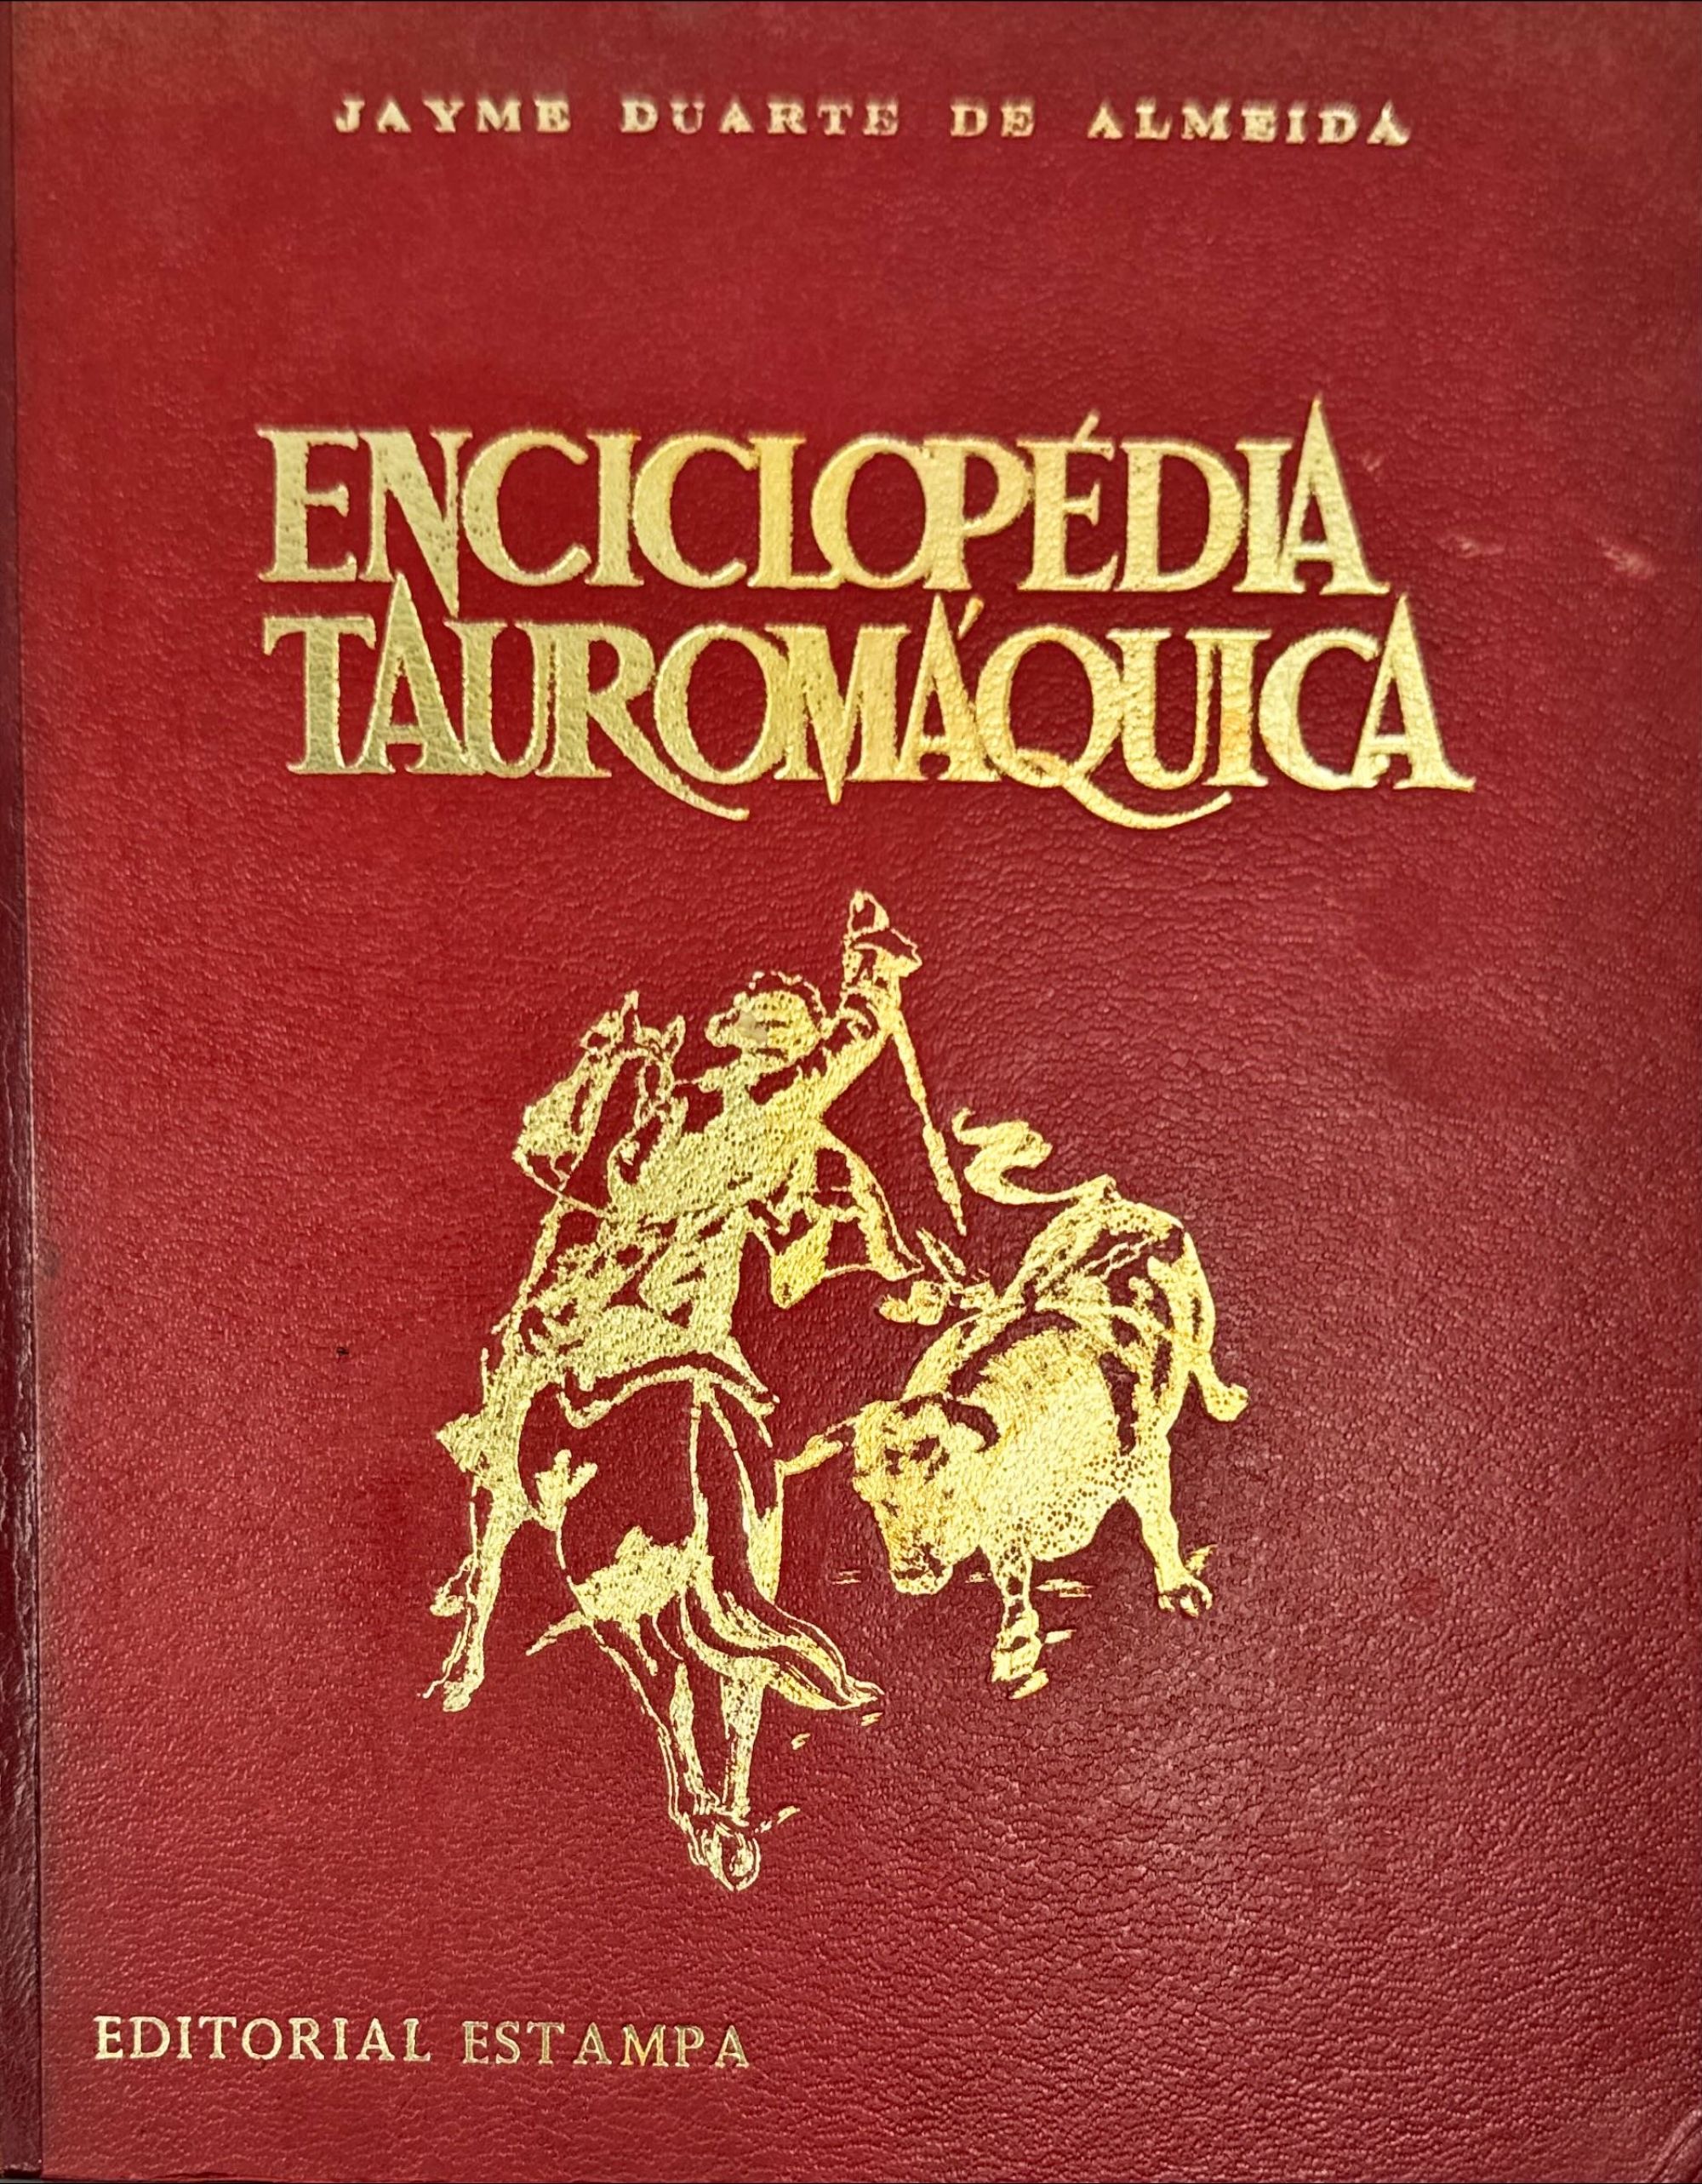 JAYME DUARTE DE ALMEIDA
ENCICLOPÉDIA
TAUROMÁQUICA
EDITORIAL ESTAMPA